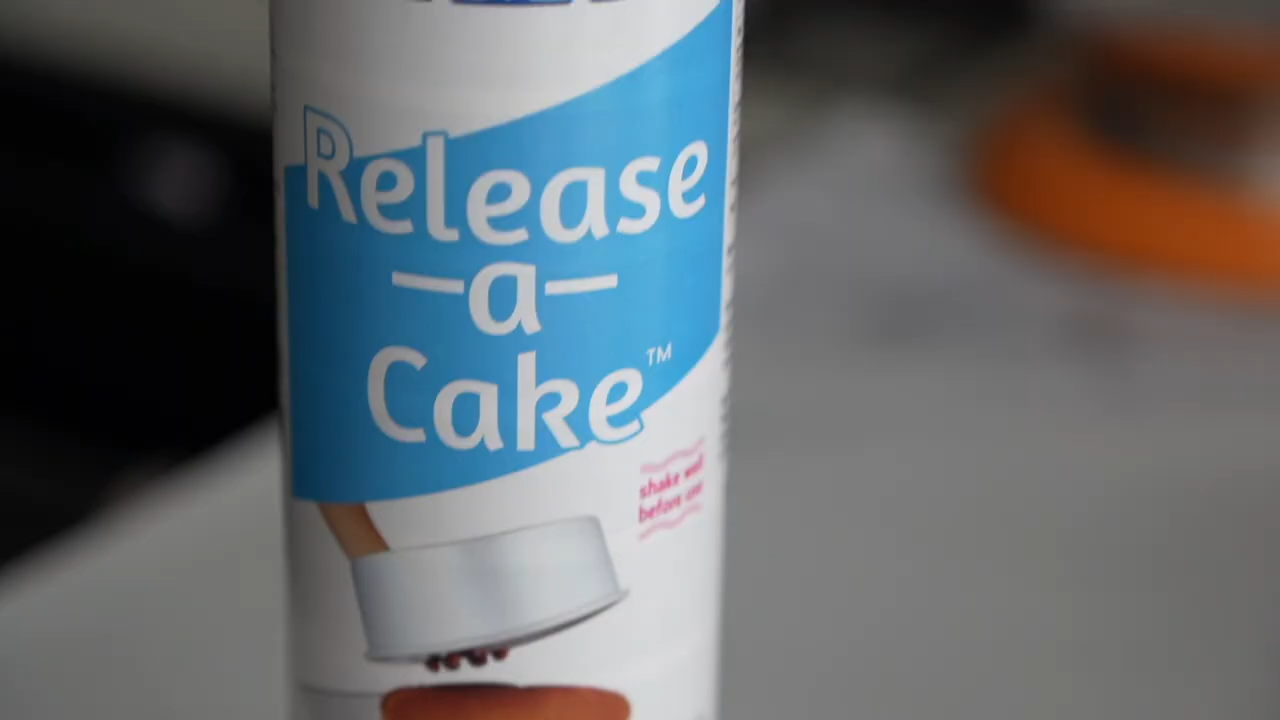 Release
-a-
Cake™
shake well
before use